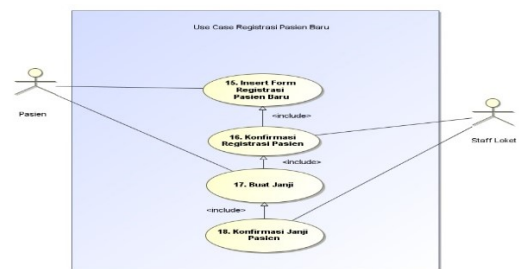 Use Case Registrasi Pasien Baru
15. Insert Form
Registrasi
Pasien Baru
Pasien
<include>
16. Konfirmasi
Registrasi Pasien
Staff Loket
<include>
17. Buat Janji
<include>
18. Konfirmasi Janji
Pasien